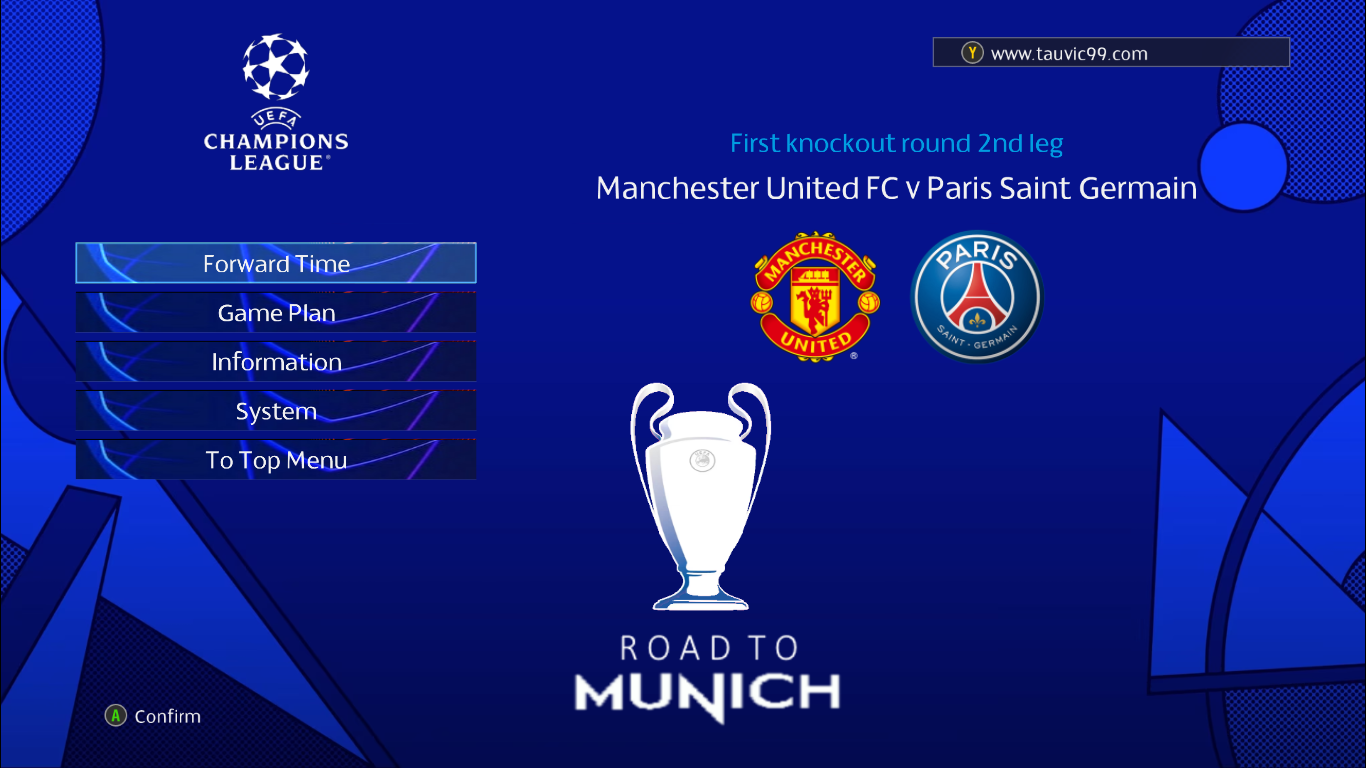 UEFA
CHAMPIONS
LEAGUE®
Y www.tauvic99.com
First knockout round 2nd leg
Manchester United FC v Paris Saint Germain
MANCHESTER
UNITED
®
PARIS
SAINT-GERMAIN
Forward Time
Game Plan
Information
System
To Top Menu
ROAD TO
MUNICH
A Confirm